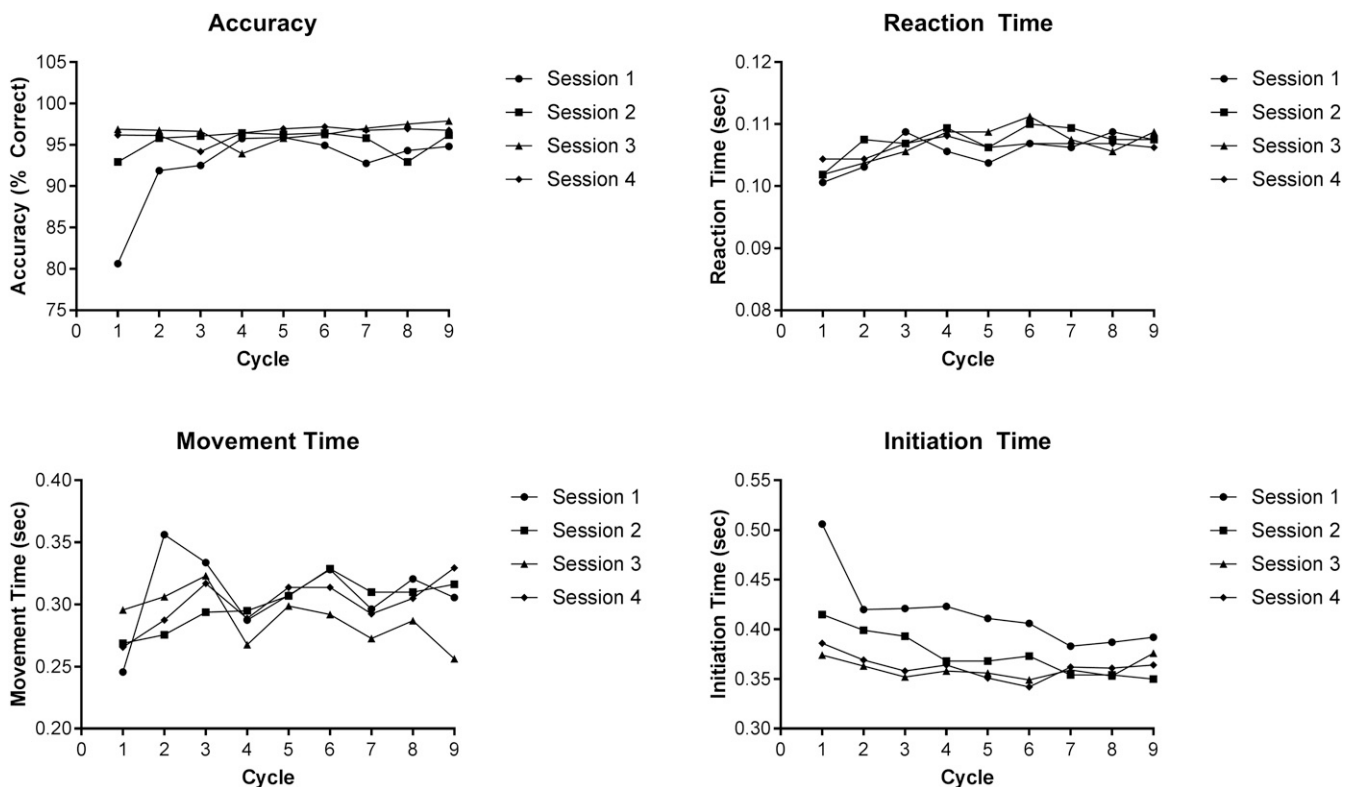 Accuracy
Accuracy (% Correct)
105
100
95
90
85
80
75
0 1 2 3 4 5 6 7 8 9
Cycle
Session 1
Session 2
Session 3
Session 4
Reaction Time
Reaction Time (sec)
0.12
0.11
0.10
0.09
0.08
0 1 2 3 4 5 6 7 8 9
Cycle
Session 1
Session 2
Session 3
Session 4
Movement Time
Movement Time (sec)
0.40
0.35
0.30
0.25
0.20
0 1 2 3 4 5 6 7 8 9
Cycle
Session 1
Session 2
Session 3
Session 4
Initiation Time
Initiation Time (sec)
0.55
0.50
0.45
0.40
0.35
0.30
0 1 2 3 4 5 6 7 8 9
Cycle
Session 1
Session 2
Session 3
Session 4